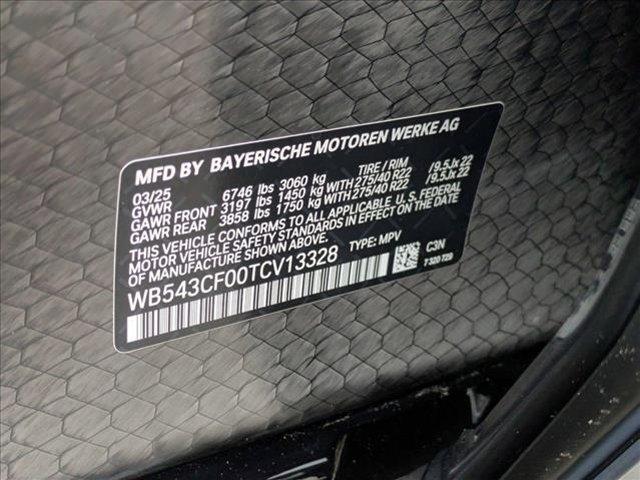 MFD BY BAYERISCHE MOTOREN WERKE AG
03/25 TIRE / RIM
GVWR 6746 lbs 3060 kg
GAWR FRONT 3197 lbs 1450 kg WITH 275/40 R22 /9.5Jx22
GAWR REAR 3858 lbs 1750 kg WITH 275/40 R22 /9.5Jx22
THIS VEHICLE CONFORMS TO ALL APPLICABLE U. S. FEDERAL
MOTOR VEHICLE SAFETY STANDARDS IN EFFECT ON THE DATE
OF MANUFACTURE SHOWN ABOVE.
WB543CF00TCV13328 TYPE: MPV
C3N
7 320 729